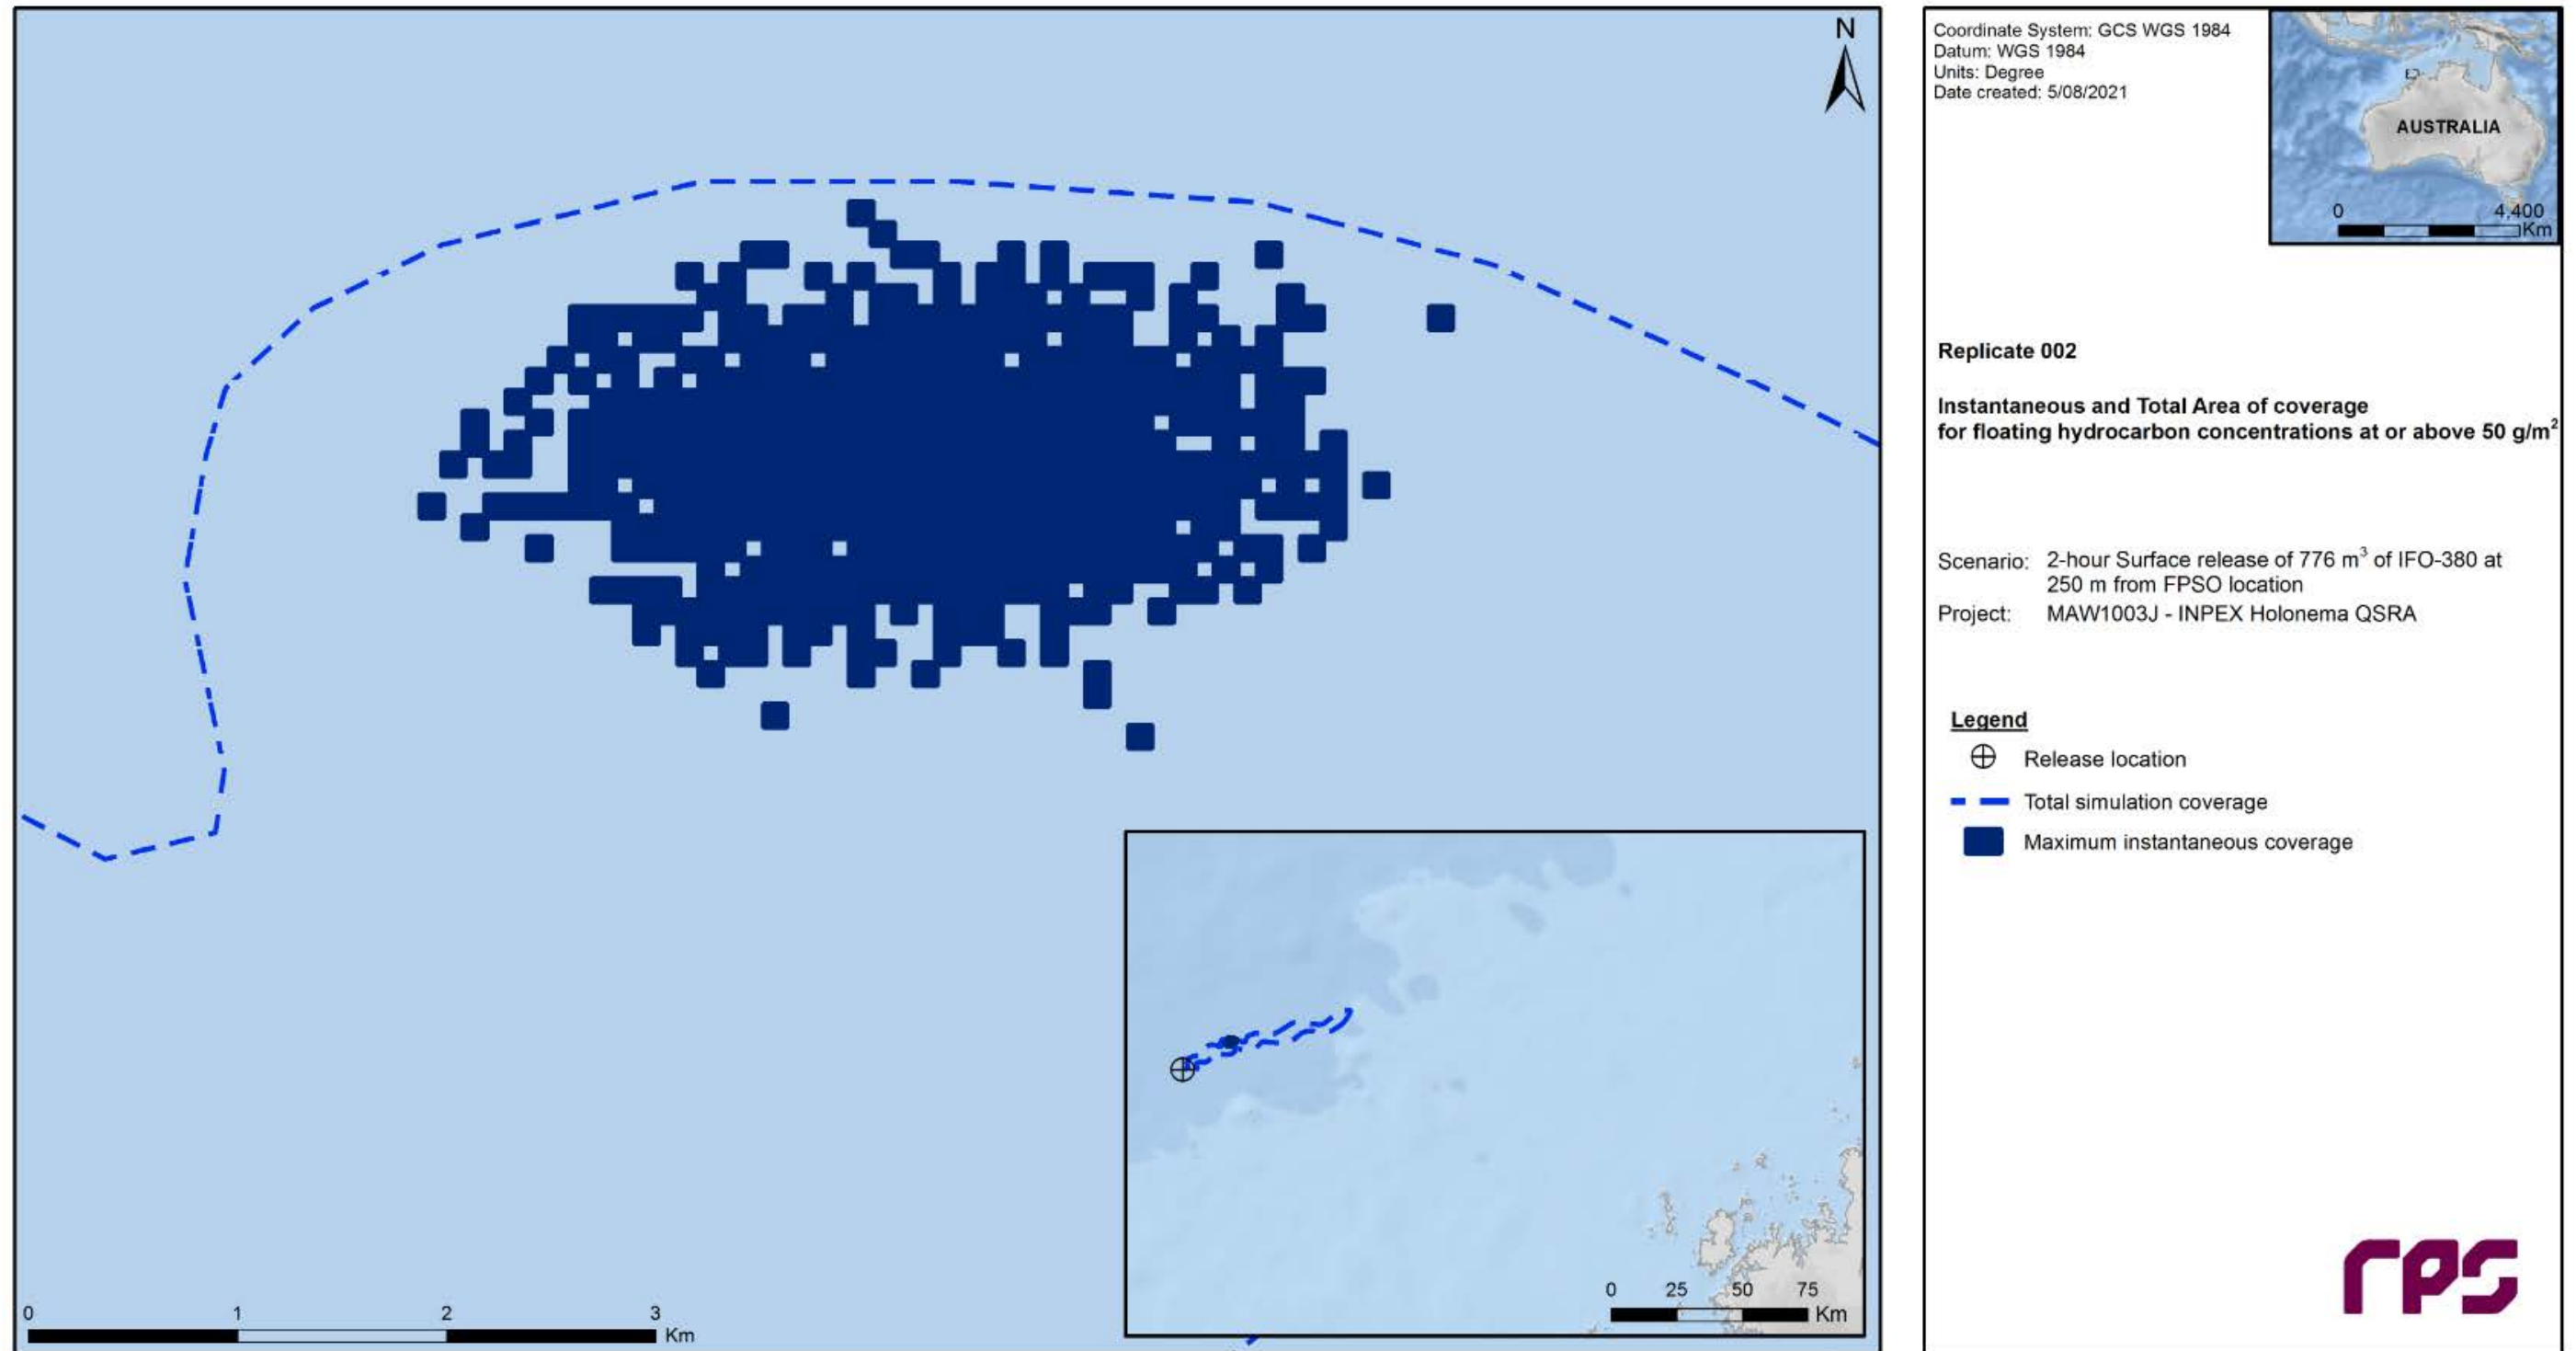 N
0 1 2 3
Km
0 25 50 75
Km
Coordinate System: GCS WGS 1984
Datum: WGS 1984
Units: Degree
Date created: 5/08/2021
AUSTRALIA
0 4,400
Km
Replicate 002
Instantaneous and Total Area of coverage
for floating hydrocarbon concentrations at or above 50 g/m²
Scenario: 2-hour Surface release of 776 m³ of IFO-380 at
250 m from FPSO location
Project: MAW1003J - INPEX Holonema QSRA
Legend
Release location
Total simulation coverage
Maximum instantaneous coverage
rps